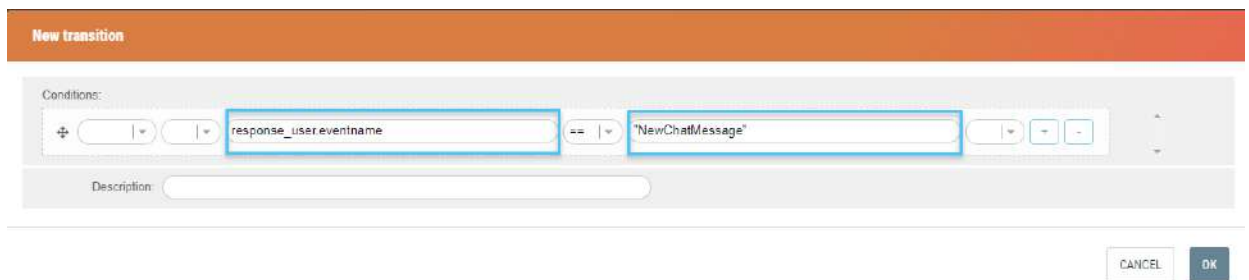 New transition
Conditions:
response_user.eventname == "NewChatMessage" + -
Description:
CANCEL OK